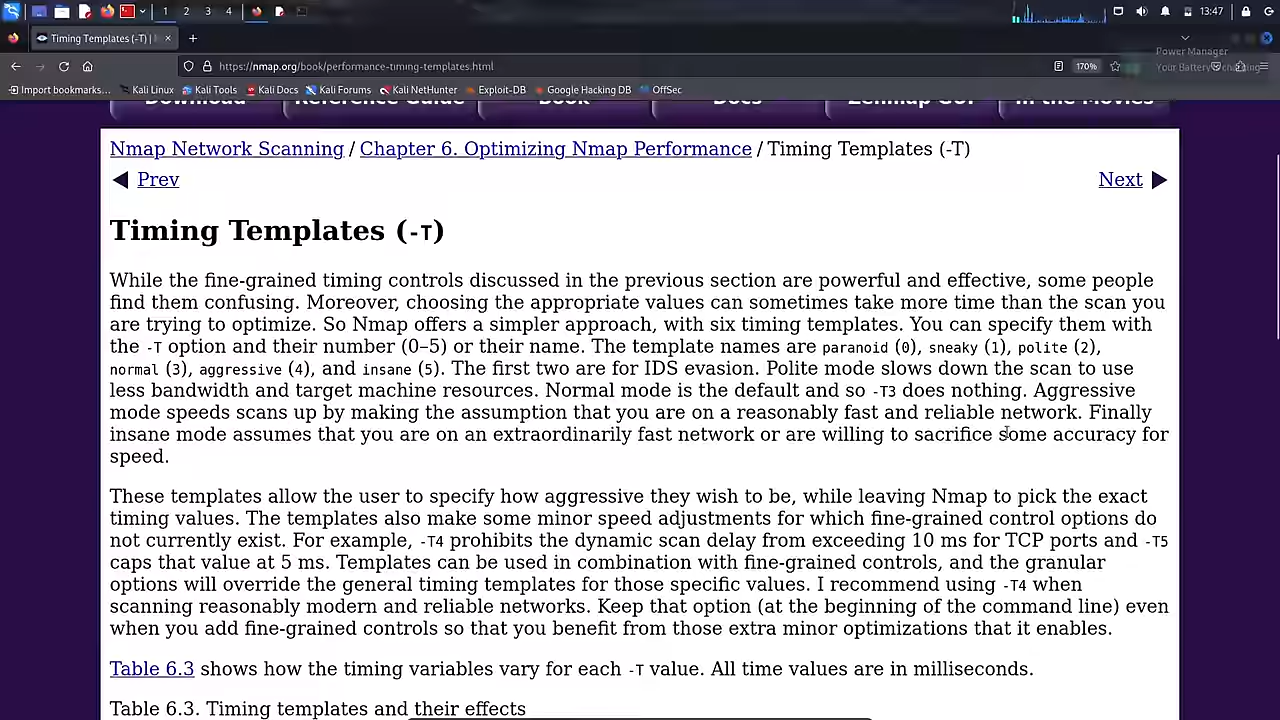 1 2 3 4
13:47
Timing Templates (-T) |
Power Manager
https://nmap.org/book/performance-timing-templates.html
170%
Import bookmarks...
Kali Linux
Kali Tools
Kali Docs
Kali Forums
Kali NetHunter
Exploit-DB
Google Hacking DB
OffSec
Download
Reference Guide
Book
Docs
Zenmap GUI
In the Movies
Nmap Network Scanning / Chapter 6. Optimizing Nmap Performance / Timing Templates (-T)
Prev
Next
Timing Templates (-T)
While the fine-grained timing controls discussed in the previous section are powerful and effective, some people
find them confusing. Moreover, choosing the appropriate values can sometimes take more time than the scan you
are trying to optimize. So Nmap offers a simpler approach, with six timing templates. You can specify them with
the -T option and their number (0–5) or their name. The template names are paranoid (0), sneaky (1), polite (2),
normal (3), aggressive (4), and insane (5). The first two are for IDS evasion. Polite mode slows down the scan to use
less bandwidth and target machine resources. Normal mode is the default and so -T3 does nothing. Aggressive
mode speeds scans up by making the assumption that you are on a reasonably fast and reliable network. Finally
insane mode assumes that you are on an extraordinarily fast network or are willing to sacrifice some accuracy for
speed.
These templates allow the user to specify how aggressive they wish to be, while leaving Nmap to pick the exact
timing values. The templates also make some minor speed adjustments for which fine-grained control options do
not currently exist. For example, -T4 prohibits the dynamic scan delay from exceeding 10 ms for TCP ports and -T5
caps that value at 5 ms. Templates can be used in combination with fine-grained controls, and the granular
options will override the general timing templates for those specific values. I recommend using -T4 when
scanning reasonably modern and reliable networks. Keep that option (at the beginning of the command line) even
when you add fine-grained controls so that you benefit from those extra minor optimizations that it enables.
Table 6.3 shows how the timing variables vary for each -T value. All time values are in milliseconds.
Table 6.3. Timing templates and their effects